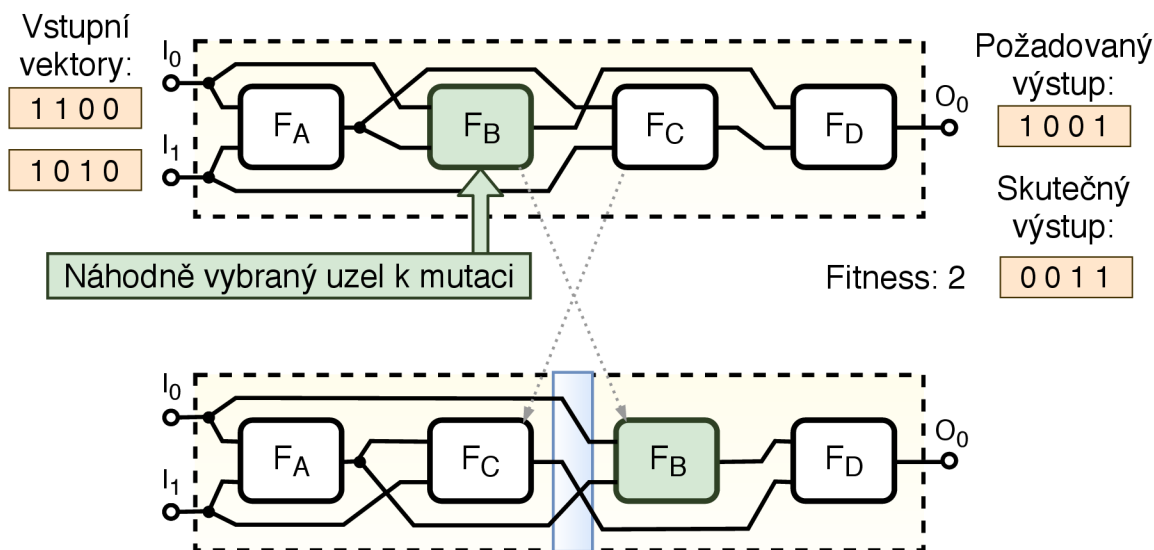 Vstupní
vektory:
1 1 0 0
1 0 1 0
I0
I1
FA
FB
FC
FD
O0
Požadovaný
výstup:
1 0 0 1
Skutečný
výstup:
0 0 1 1
Náhodně vybraný uzel k mutaci
Fitness: 2
I0
I1
FA
FC
FB
FD
O0